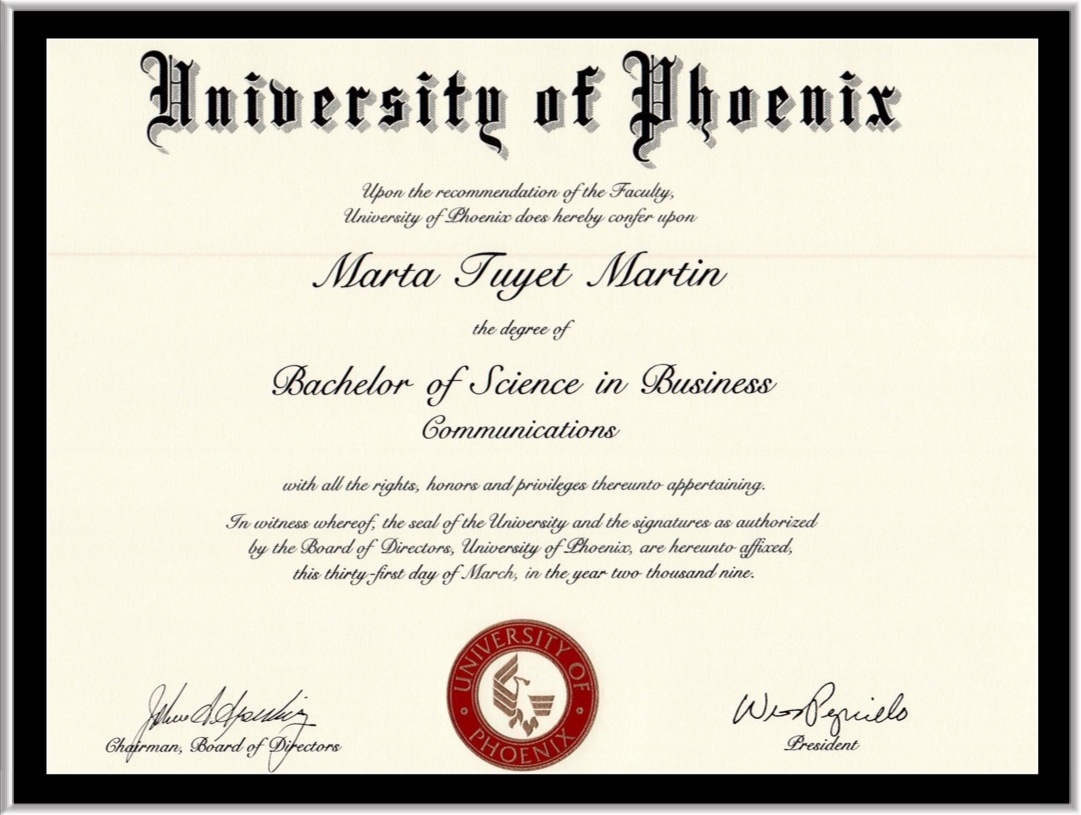 University of Phoenix
Upon the recommendation of the Faculty,
University of Phoenix does hereby confer upon
Marta Tuyet Martin
the degree of
Bachelor of Science in Business
Communications
with all the rights, honors and privileges thereunto appertaining.
In witness whereof, the seal of the University and the signatures as authorized
by the Board of Directors, University of Phoenix, are hereunto affixed,
this thirty-first day of March, in the year two thousand nine.
UNIVERSITY OF
PHOENIX
Chairman, Board of Directors
President